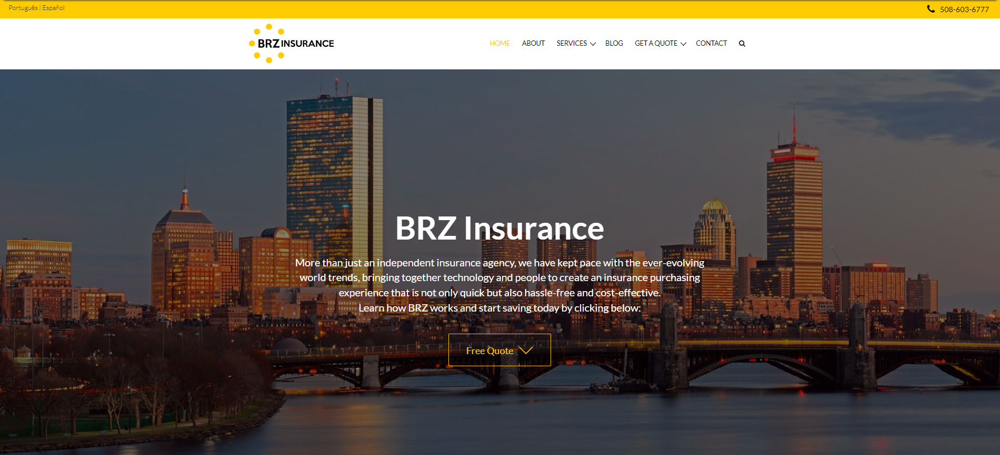 Português | Español
508-603-6777
BRZ INSURANCE
HOME ABOUT SERVICES BLOG GET A QUOTE CONTACT
BRZ Insurance
More than just an independent insurance agency, we have kept pace with the ever-evolving
world trends, bringing together technology and people to create an insurance purchasing
experience that is not only quick but also hassle-free and cost-effective.
Learn how BRZ works and start saving today by clicking below:
Free Quote